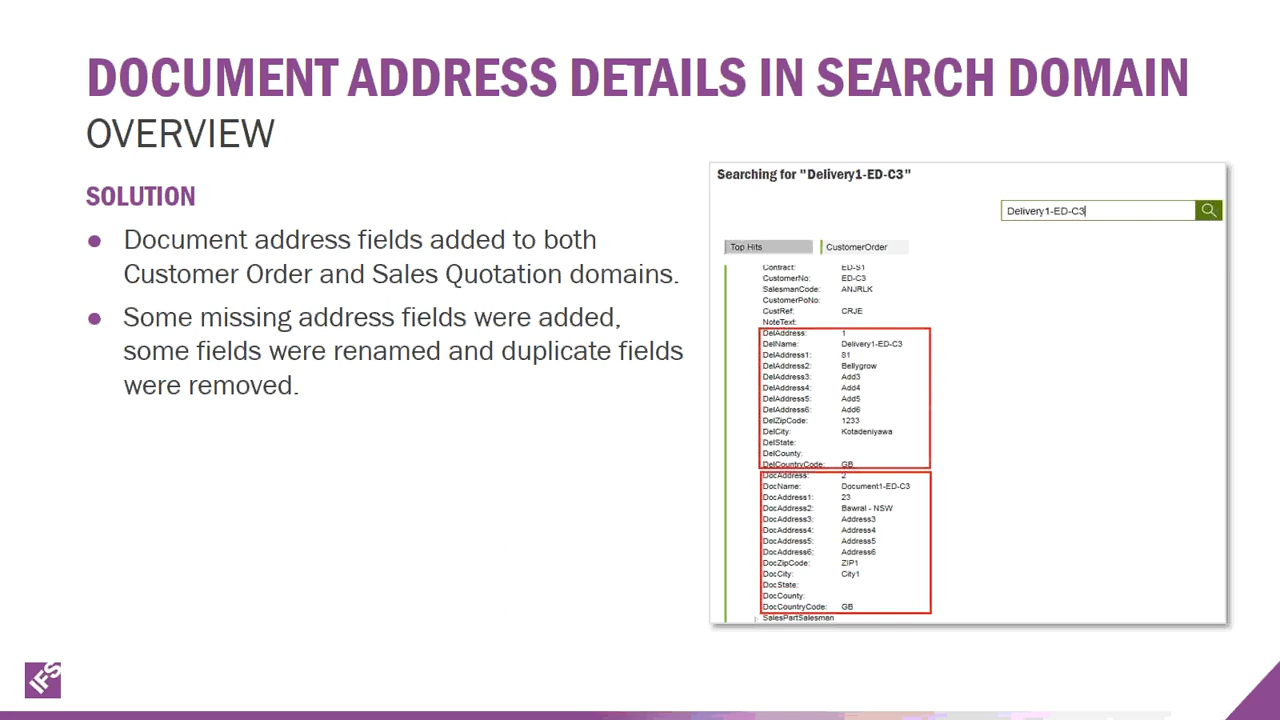 DOCUMENT ADDRESS DETAILS IN SEARCH DOMAIN
OVERVIEW
SOLUTION
Document address fields added to both
Customer Order and Sales Quotation domains.
Some missing address fields were added,
some fields were renamed and duplicate fields
were removed.
Searching for "Delivery1-ED-C3"
Delivery1-ED-C3
Top Hits CustomerOrder
Contract: ED-S1
CustomerNo: ED-C3
SalesmanCode: ANJRLK
CustomerPoNo:
CustRef: CRJE
NoteText:
DelAddress: 1
DelName: Delivery1-ED-C3
DelAddress1: 81
DelAddress2: Bellygrow
DelAddress3: Add3
DelAddress4: Add4
DelAddress5: Add5
DelAddress6: Add6
DelZipCode: 1233
DelCity: Kotadeniyawa
DelState:
DelCounty:
DelCountryCode: GB
DocAddress: 2
DocName: Document1-ED-C3
DocAddress1: 23
DocAddress2: Bawral - NSW
DocAddress3: Address3
DocAddress4: Address4
DocAddress5: Address5
DocAddress6: Address6
DocZipCode: ZIP1
DocCity: City1
DocState:
DocCounty:
DocCountryCode: GB
SalesPartSalesman
IFS